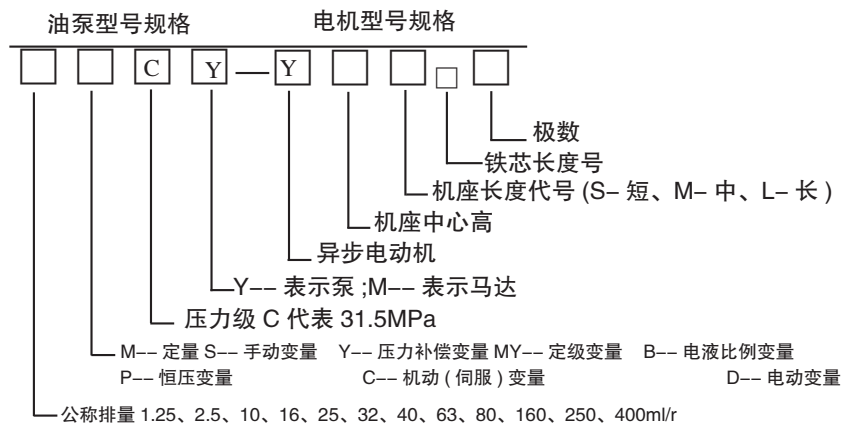 油泵型号规格 电机型号规格
□ □ C Y — Y □ □ □ □
极数
铁芯长度号
机座长度代号 (S– 短、M– 中、L– 长 )
机座中心高
异步电动机
Y–– 表示泵 ;M–– 表示马达
压力级 C 代表 31.5MPa
M–– 定量 S–– 手动变量 Y–– 压力补偿变量 MY–– 定级变量 B–– 电液比例变量
P–– 恒压变量 C–– 机动 ( 伺服 ) 变量 D–– 电动变量
公称排量 1.25、2.5、10、16、25、32、40、63、80、160、250、400ml/r